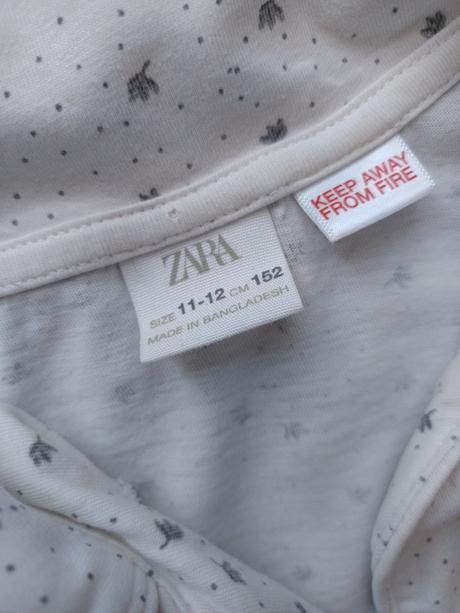 ZARA
SIZE 11-12 CM 152
MADE IN BANGLADESH
KEEP AWAY
FROM FIRE